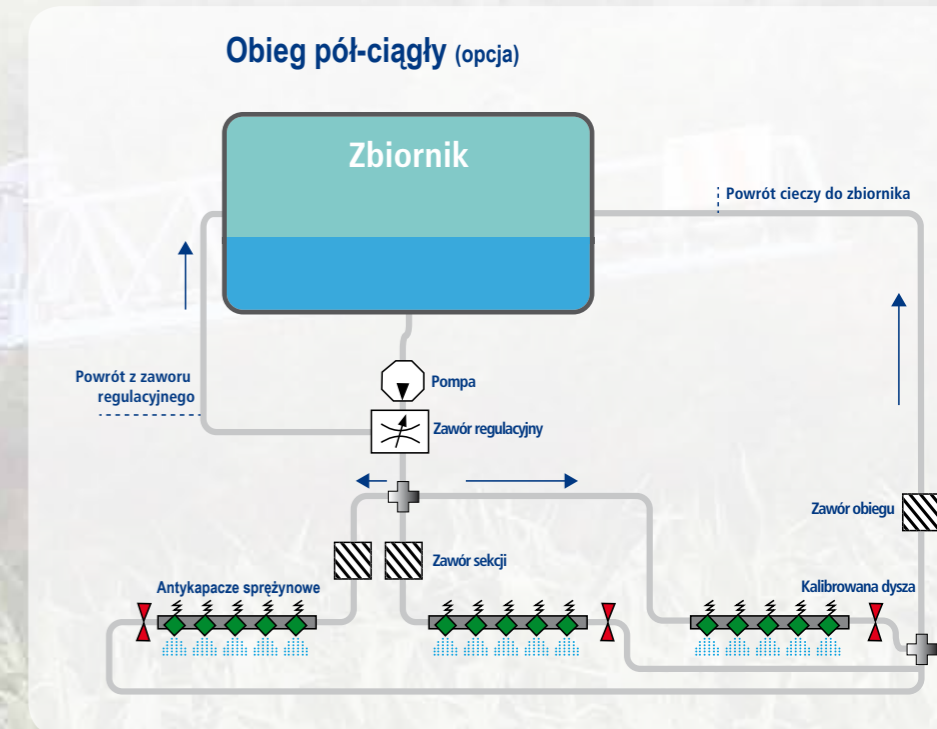 Obieg pół-ciągły (opcja)
Zbiornik
Powrót cieczy do zbiornika
Powrót z zaworu
regulacyjnego
Pompa
Zawór regulacyjny
Zawór obiegu
Zawór sekcji
Antykapacze sprężynowe
Kalibrowana dysza